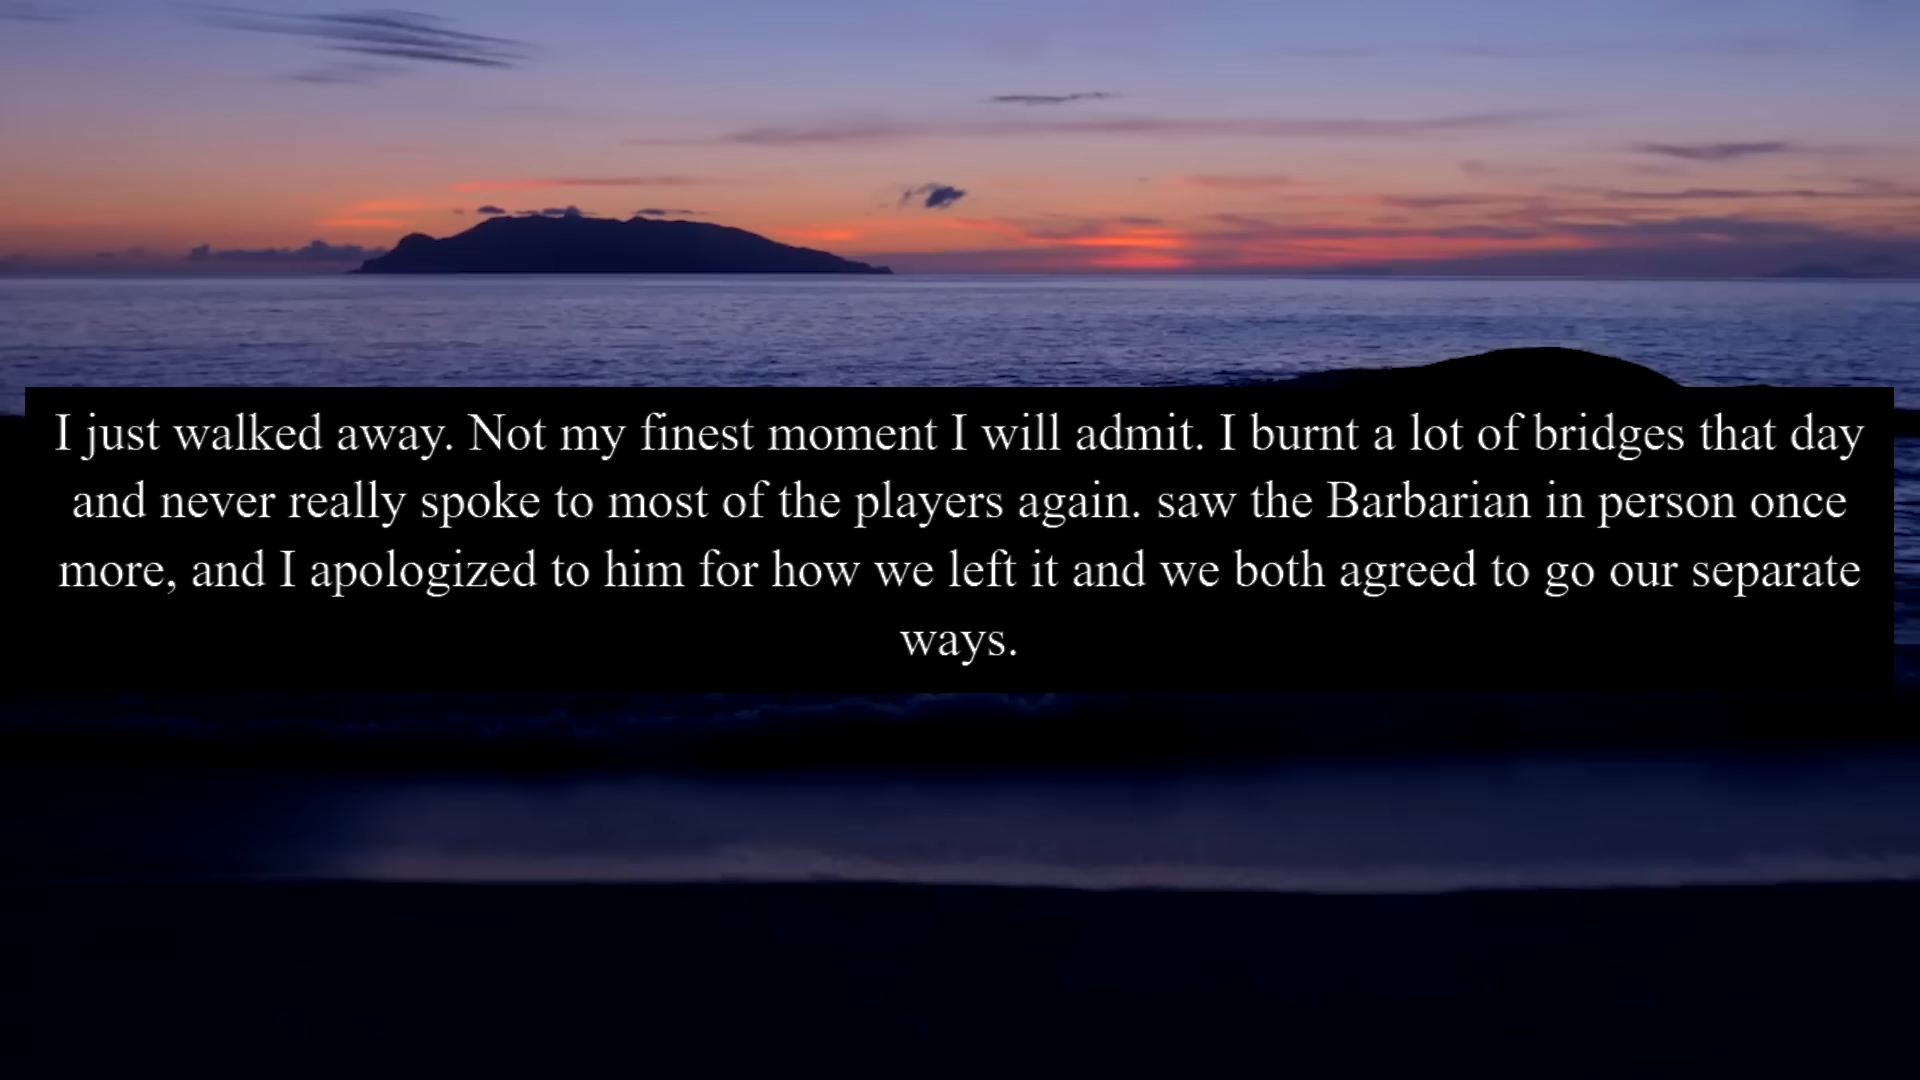 I just walked away. Not my finest moment I will admit. I burnt a lot of bridges that day
and never really spoke to most of the players again. saw the Barbarian in person once
more, and I apologized to him for how we left it and we both agreed to go our separate
ways.